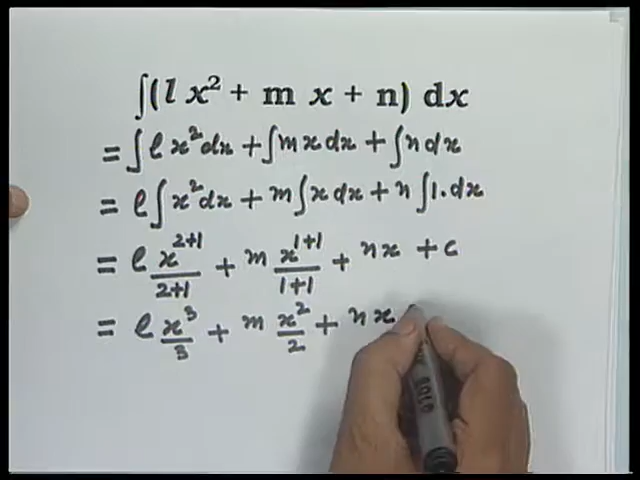 ∫(l x² + m x + n) dx
= ∫ l x² dx + ∫ m x dx + ∫ n dx
= l ∫ x² dx + m ∫ x dx + n ∫ 1. dx
= l x^(2+1)/(2+1) + m x^(1+1)/(1+1) + nx + c
= l x³/3 + m x²/2 + nx